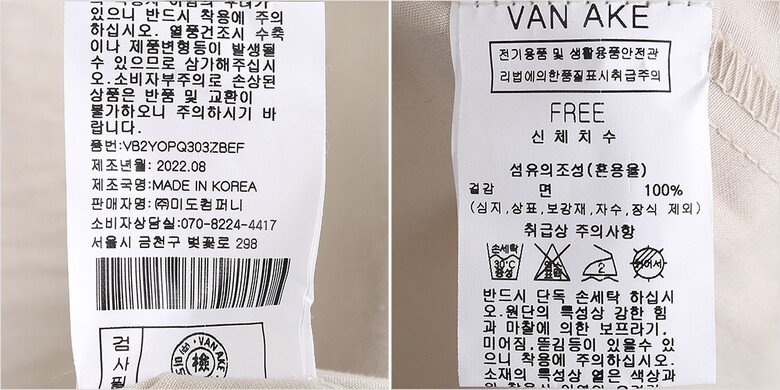 있으니 반드시 착용에 주의
하십시오. 열풍건조시 수축
이나 제품변형등이 발생될
수 있으므로 삼가해주십시
오.소비자부주의로 손상된
상품은 반품 및 교환이
불가하오니 주의하시기 바
랍니다.
품번:VB2YOPQ303ZBEF
제조년월: 2022.08
제조국명:MADE IN KOREA
판매자명:㈜미도컴퍼니
소비자상담실:070-8224-4417
서울시 금천구 벚꽃로 298
검
사
필
VAN AKE
檢
VAN AKE
전기용품 및 생활용품안전관
리법에의한품질표시취급주의
FREE
신체치수
섬유의조성(혼용율)
겉감 면 100%
(심지,상표,보강재,자수,장식 제외)
취급상 주의사항
손세탁
30℃
중성
2
드라이
반드시 단독 손세탁 하십시
오.원단의 특성상 강한 힘
과 마찰에 의한 보프라기,
미어짐,뜯김등이 있을수 있
으니 착용에 주의하십시오.
소재의 특성상 옅은 색상과